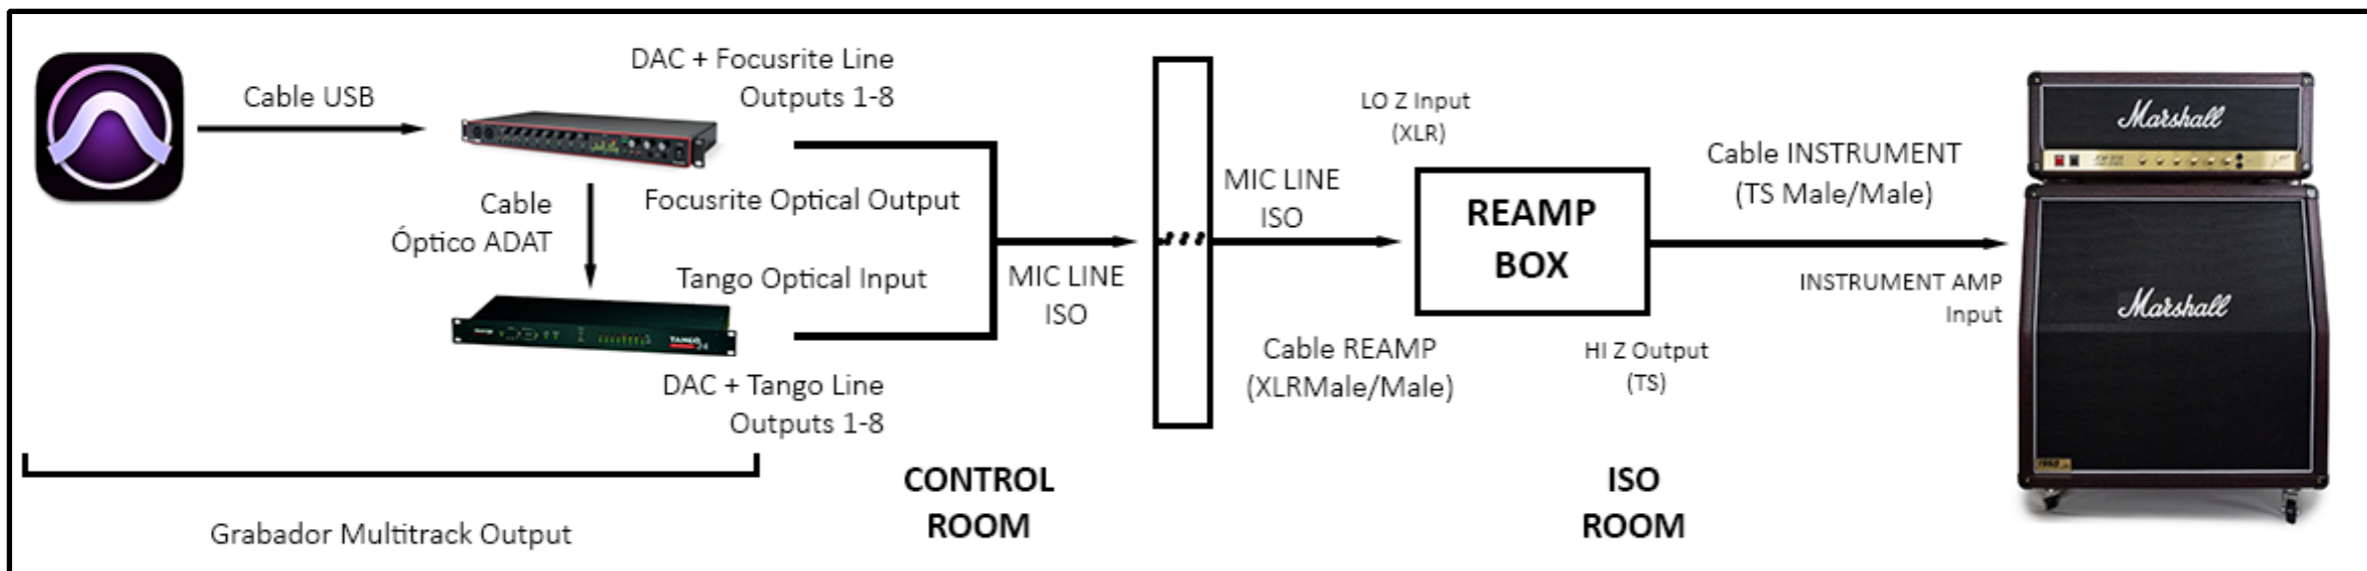 Cable USB
DAC + Focusrite Line
Outputs 1-8
Cable
Óptico ADAT
Focusrite Optical Output
Tango Optical Input
TANGO
24
DAC + Tango Line
Outputs 1-8
Grabador Multitrack Output
MIC LINE
ISO
CONTROL
ROOM
MIC LINE
ISO
Cable REAMP
(XLRMale/Male)
LO Z Input
(XLR)
REAMP
BOX
HI Z Output
(TS)
ISO
ROOM
Cable INSTRUMENT
(TS Male/Male)
INSTRUMENT AMP
Input
Marshall
Marshall
1960